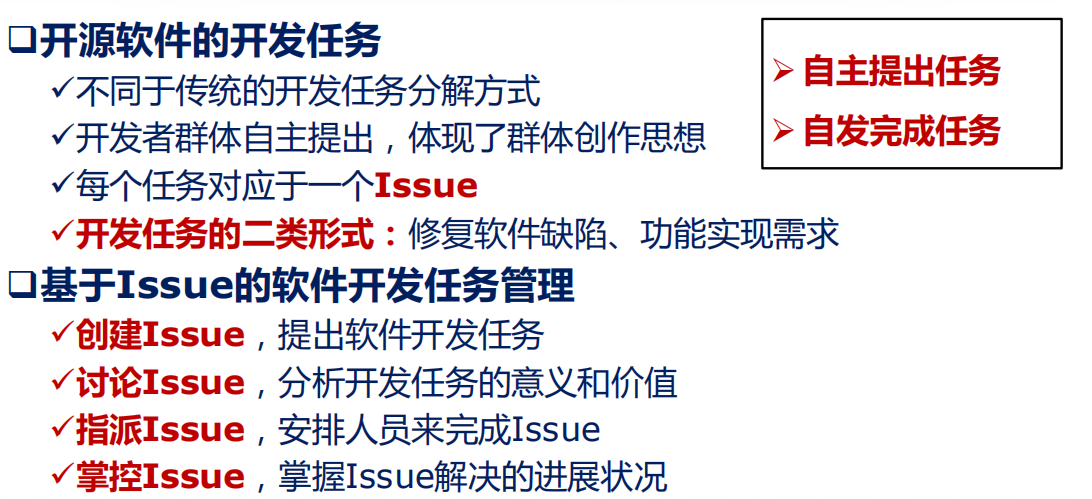 ❑开源软件的开发任务
✓不同于传统的开发任务分解方式
✓开发者群体自主提出，体现了群体创作思想
✓每个任务对应于一个Issue
✓开发任务的二类形式：修复软件缺陷、功能实现需求
➢ 自主提出任务
➢ 自发完成任务
❑基于Issue的软件开发任务管理
✓创建Issue，提出软件开发任务
✓讨论Issue，分析开发任务的意义和价值
✓指派Issue，安排人员来完成Issue
✓掌控Issue，掌握Issue解决的进展状况